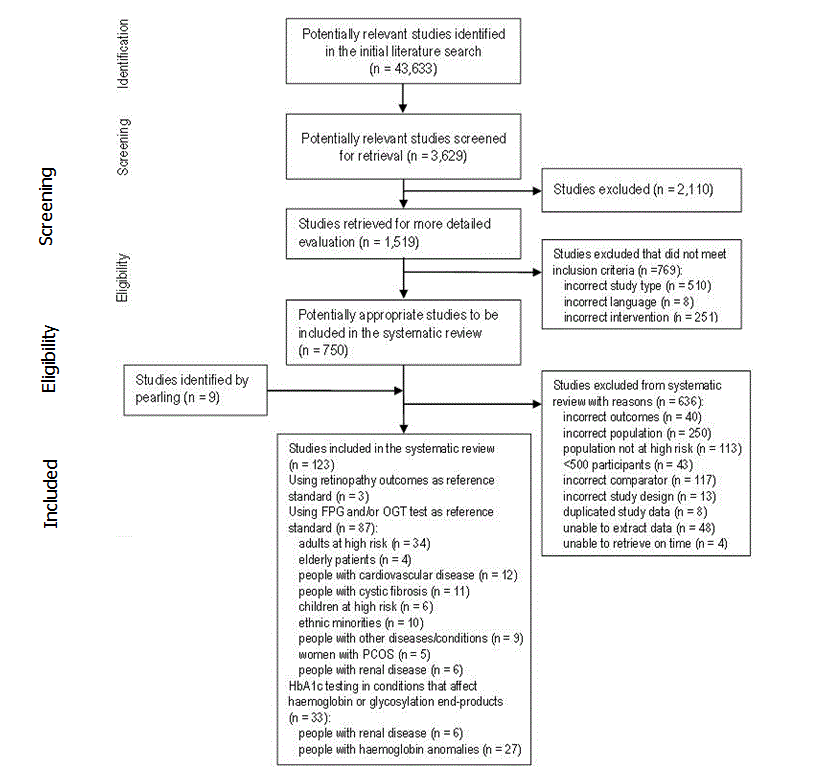 Identification
Potentially relevant studies identified
in the initial literature search
(n = 43,633)
Screening
Screening
Potentially relevant studies screened
for retrieval (n = 3,629)
Studies excluded (n = 2,110)
Studies retrieved for more detailed
evaluation (n = 1,519)
Eligibility
Studies excluded that did not meet
inclusion criteria (n =769):
incorrect study type (n = 510)
incorrect language (n = 8)
incorrect intervention (n = 251)
Potentially appropriate studies to be
included in the systematic review
(n = 750)
Eligibility
Studies identified by
pearling (n = 9)
Studies excluded from systematic
review with reasons (n = 636):
incorrect outcomes (n = 40)
incorrect population (n = 250)
population not at high risk (n = 113)
<500 participants (n = 43)
incorrect comparator (n = 117)
incorrect study design (n = 13)
duplicated study data (n = 8)
unable to extract data (n = 48)
unable to retrieve on time (n = 4)
Included
Studies included in the systematic review
(n = 123)
Using retinopathy outcomes as reference
standard (n = 3)
Using FPG and/or OGT test as reference
standard (n = 87):
adults at high risk (n = 34)
elderly patients (n = 4)
people with cardiovascular disease (n = 12)
people with cystic fibrosis (n = 11)
children at high risk (n = 6)
ethnic minorities (n = 10)
people with other diseases/conditions (n = 9)
women with PCOS (n = 5)
people with renal disease (n = 6)
HbA1c testing in conditions that affect
haemoglobin or glycosylation end-products
(n = 33):
people with renal disease (n = 6)
people with haemoglobin anomalies (n = 27)